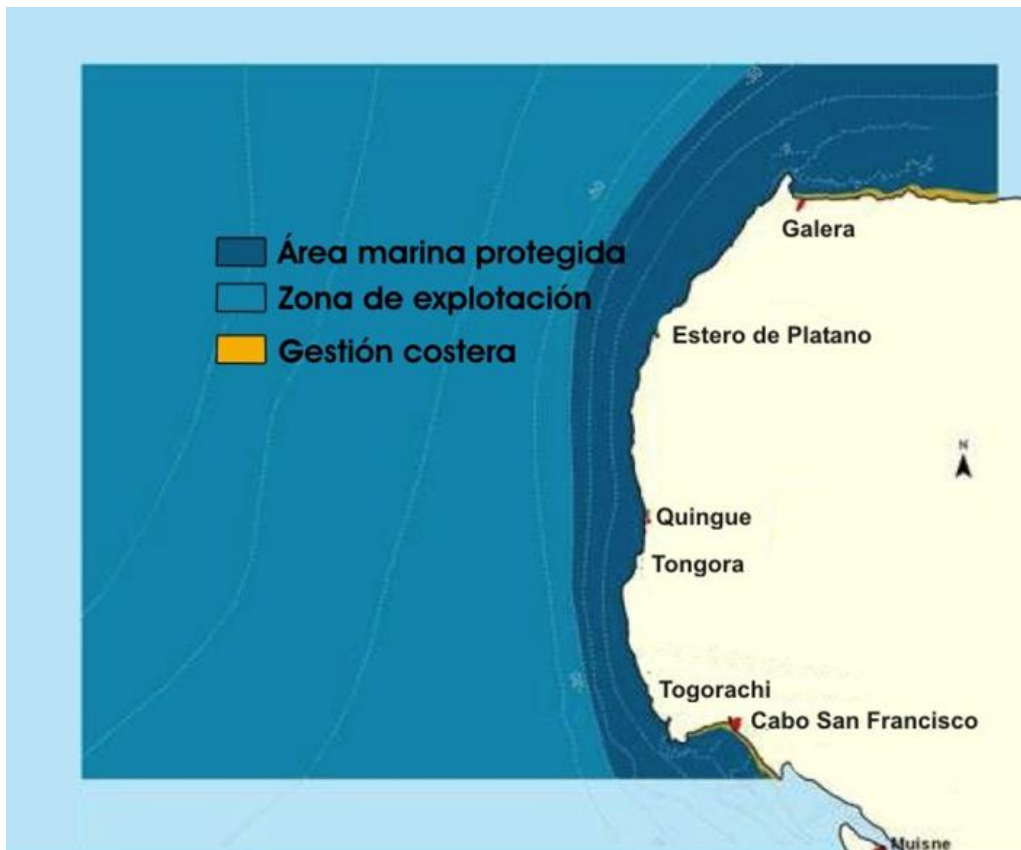 Galera
Área marina protegida
Zona de explotación
Estero de Platano
Gestión costera
N
Quingue
Tongora
Togorachi
Cabo San Francisco
Muisne